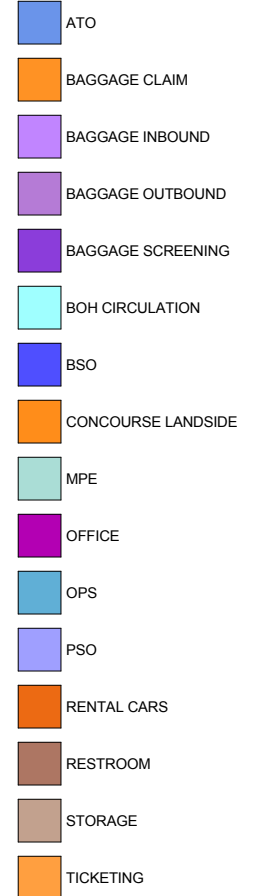 ATO
BAGGAGE CLAIM
BAGGAGE INBOUND
BAGGAGE OUTBOUND
BAGGAGE SCREENING
BOH CIRCULATION
BSO
CONCOURSE LANDSIDE
MPE
OFFICE
OPS
PSO
RENTAL CARS
RESTROOM
STORAGE
TICKETING